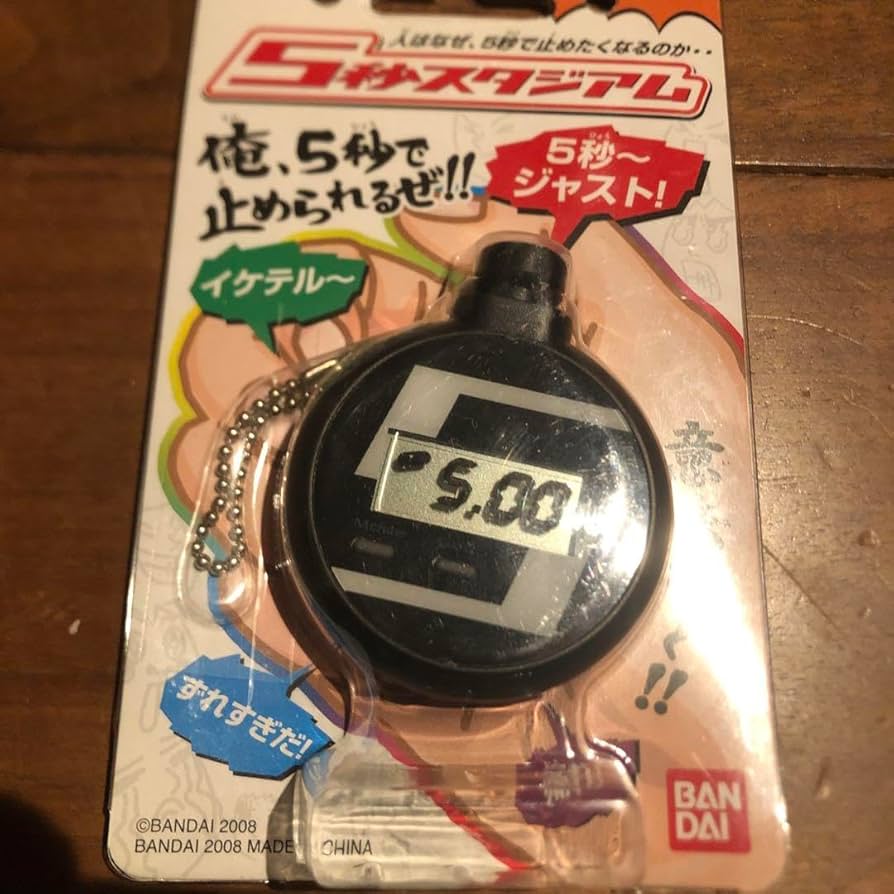 人はなぜ、5秒で止めたくなるのか・・
5秒スタジアム
俺、5秒で
止められるぜ!!
5秒～
ジャスト!
イケテル～
-5.00
ずれすぎだ!
!!
BAN
DAI
©BANDAI 2008
BANDAI 2008 MADE CHINA